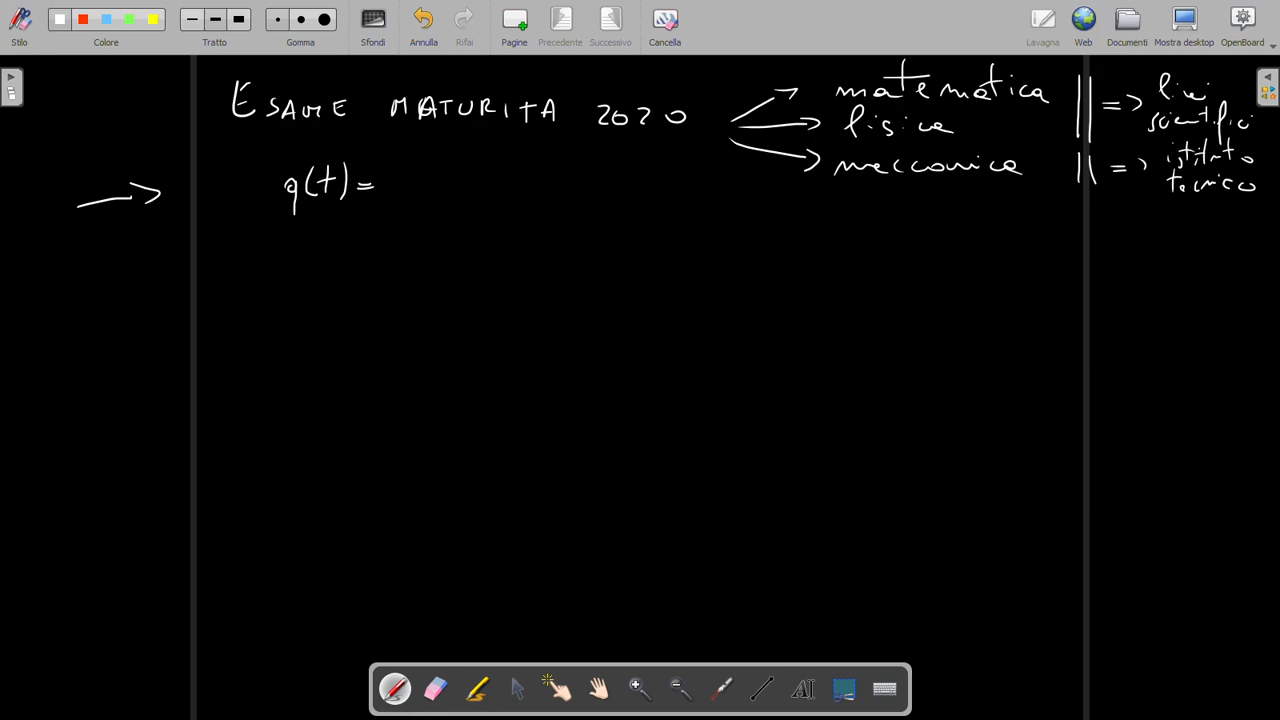 Stilo Colore Tratto Gomma Sfondi Annulla Rifai Pagine Precedente Successivo Cancella Lavagna Web Documenti Mostra desktop OpenBoard
ESAME MATURITA 2020
matematica
fisica
meccanica
=> licei
scientifici
=> istituto
tecnico
q(t)=